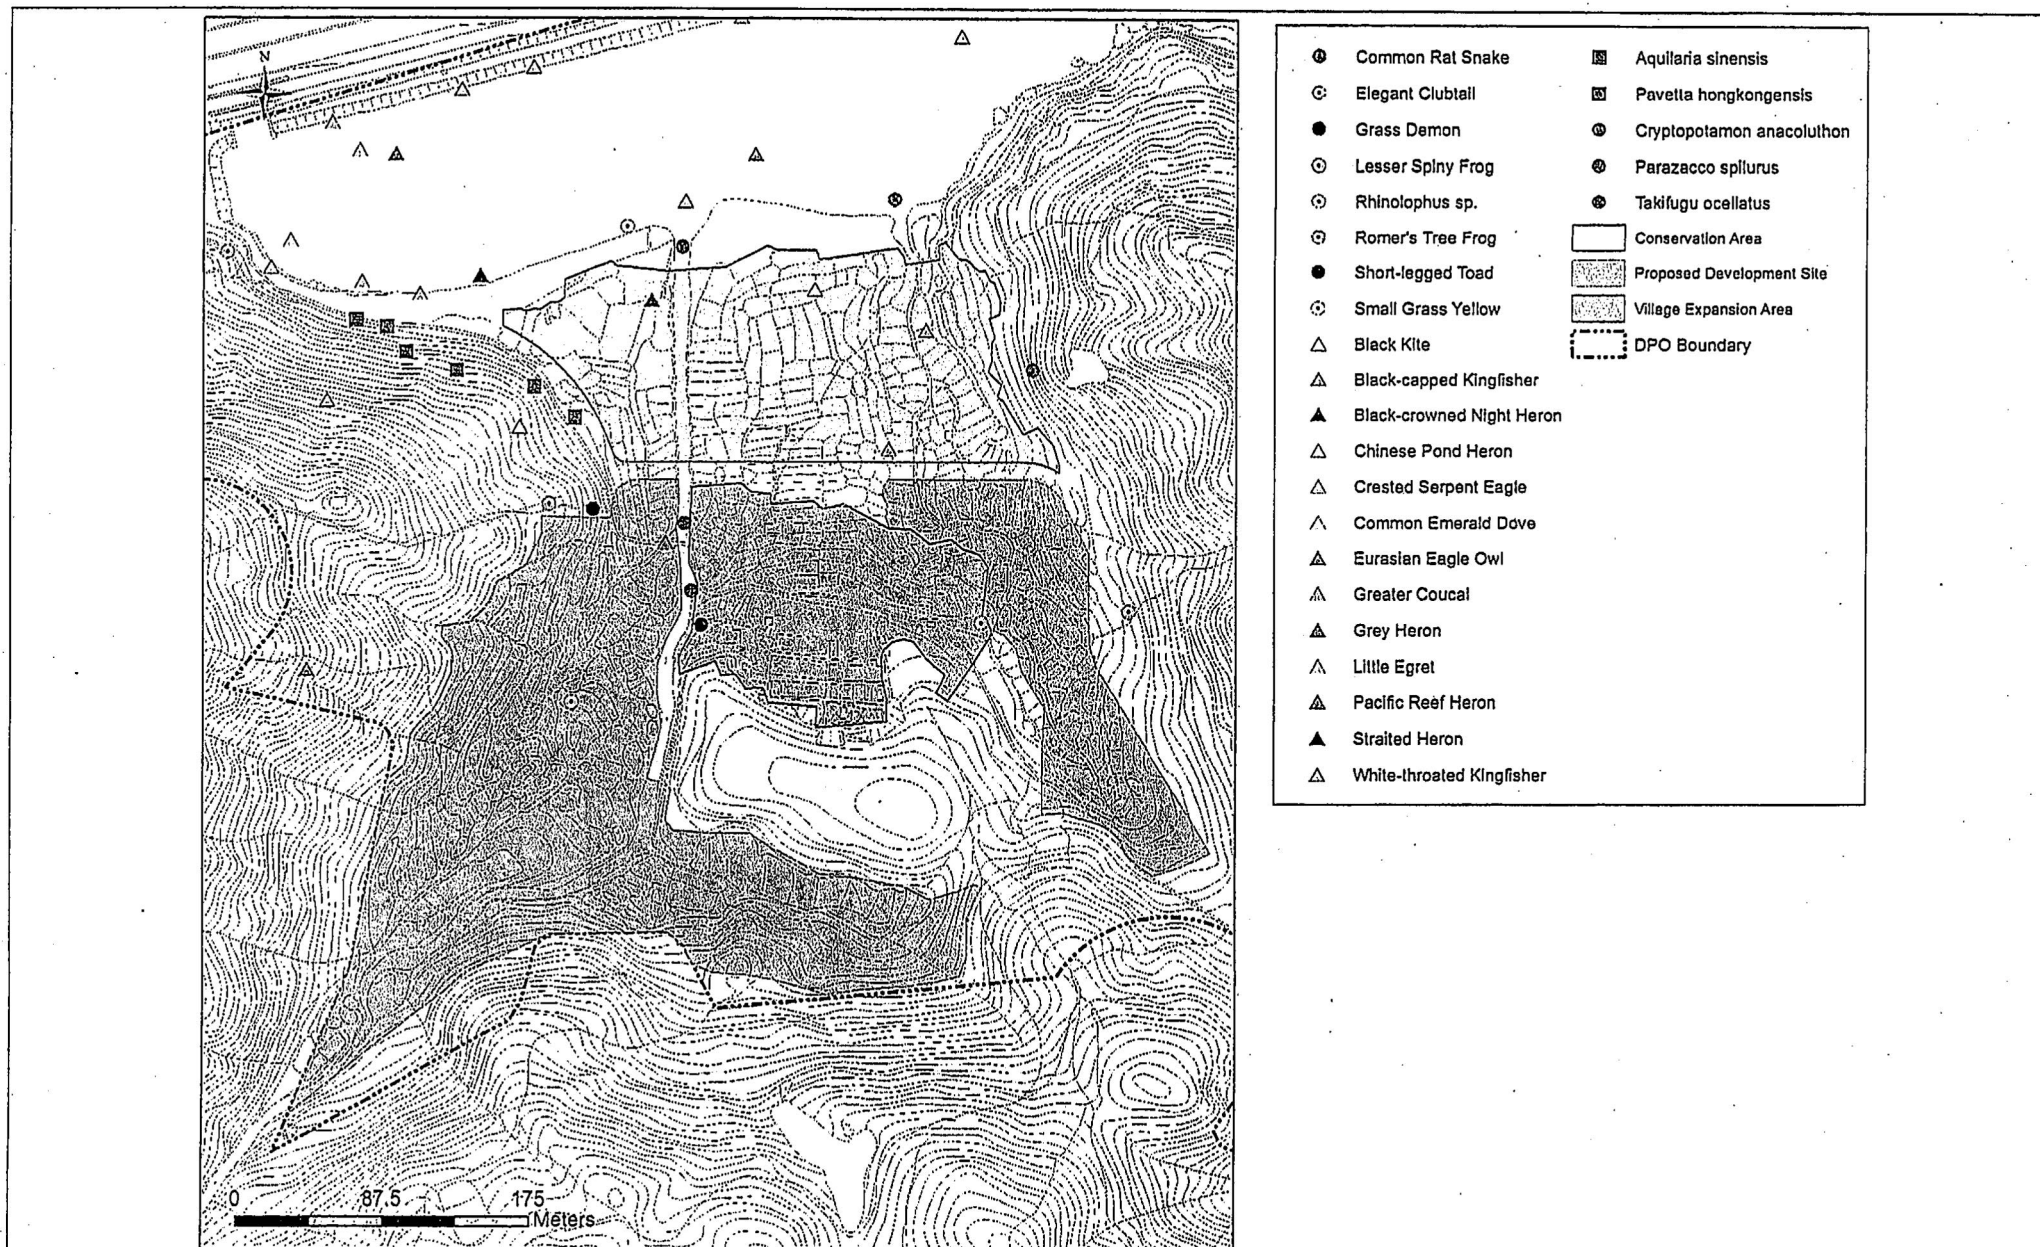 N
Common Rat Snake
Elegant Clubtail
Grass Demon
Lesser Spiny Frog
Rhinolophus sp.
Romer's Tree Frog
Short-legged Toad
Small Grass Yellow
Black Kite
Black-capped Kingfisher
Black-crowned Night Heron
Chinese Pond Heron
Crested Serpent Eagle
Common Emerald Dove
Eurasian Eagle Owl
Greater Coucal
Grey Heron
Little Egret
Pacific Reef Heron
Straited Heron
White-throated Kingfisher
Aquilaria sinensis
Pavetta hongkongensis
Cryptopotamon anacoluthon
Parazacco spilurus
Takifugu ocellatus
Conservation Area
Proposed Development Site
Village Expansion Area
DPO Boundary
0 87.5 175
Meters